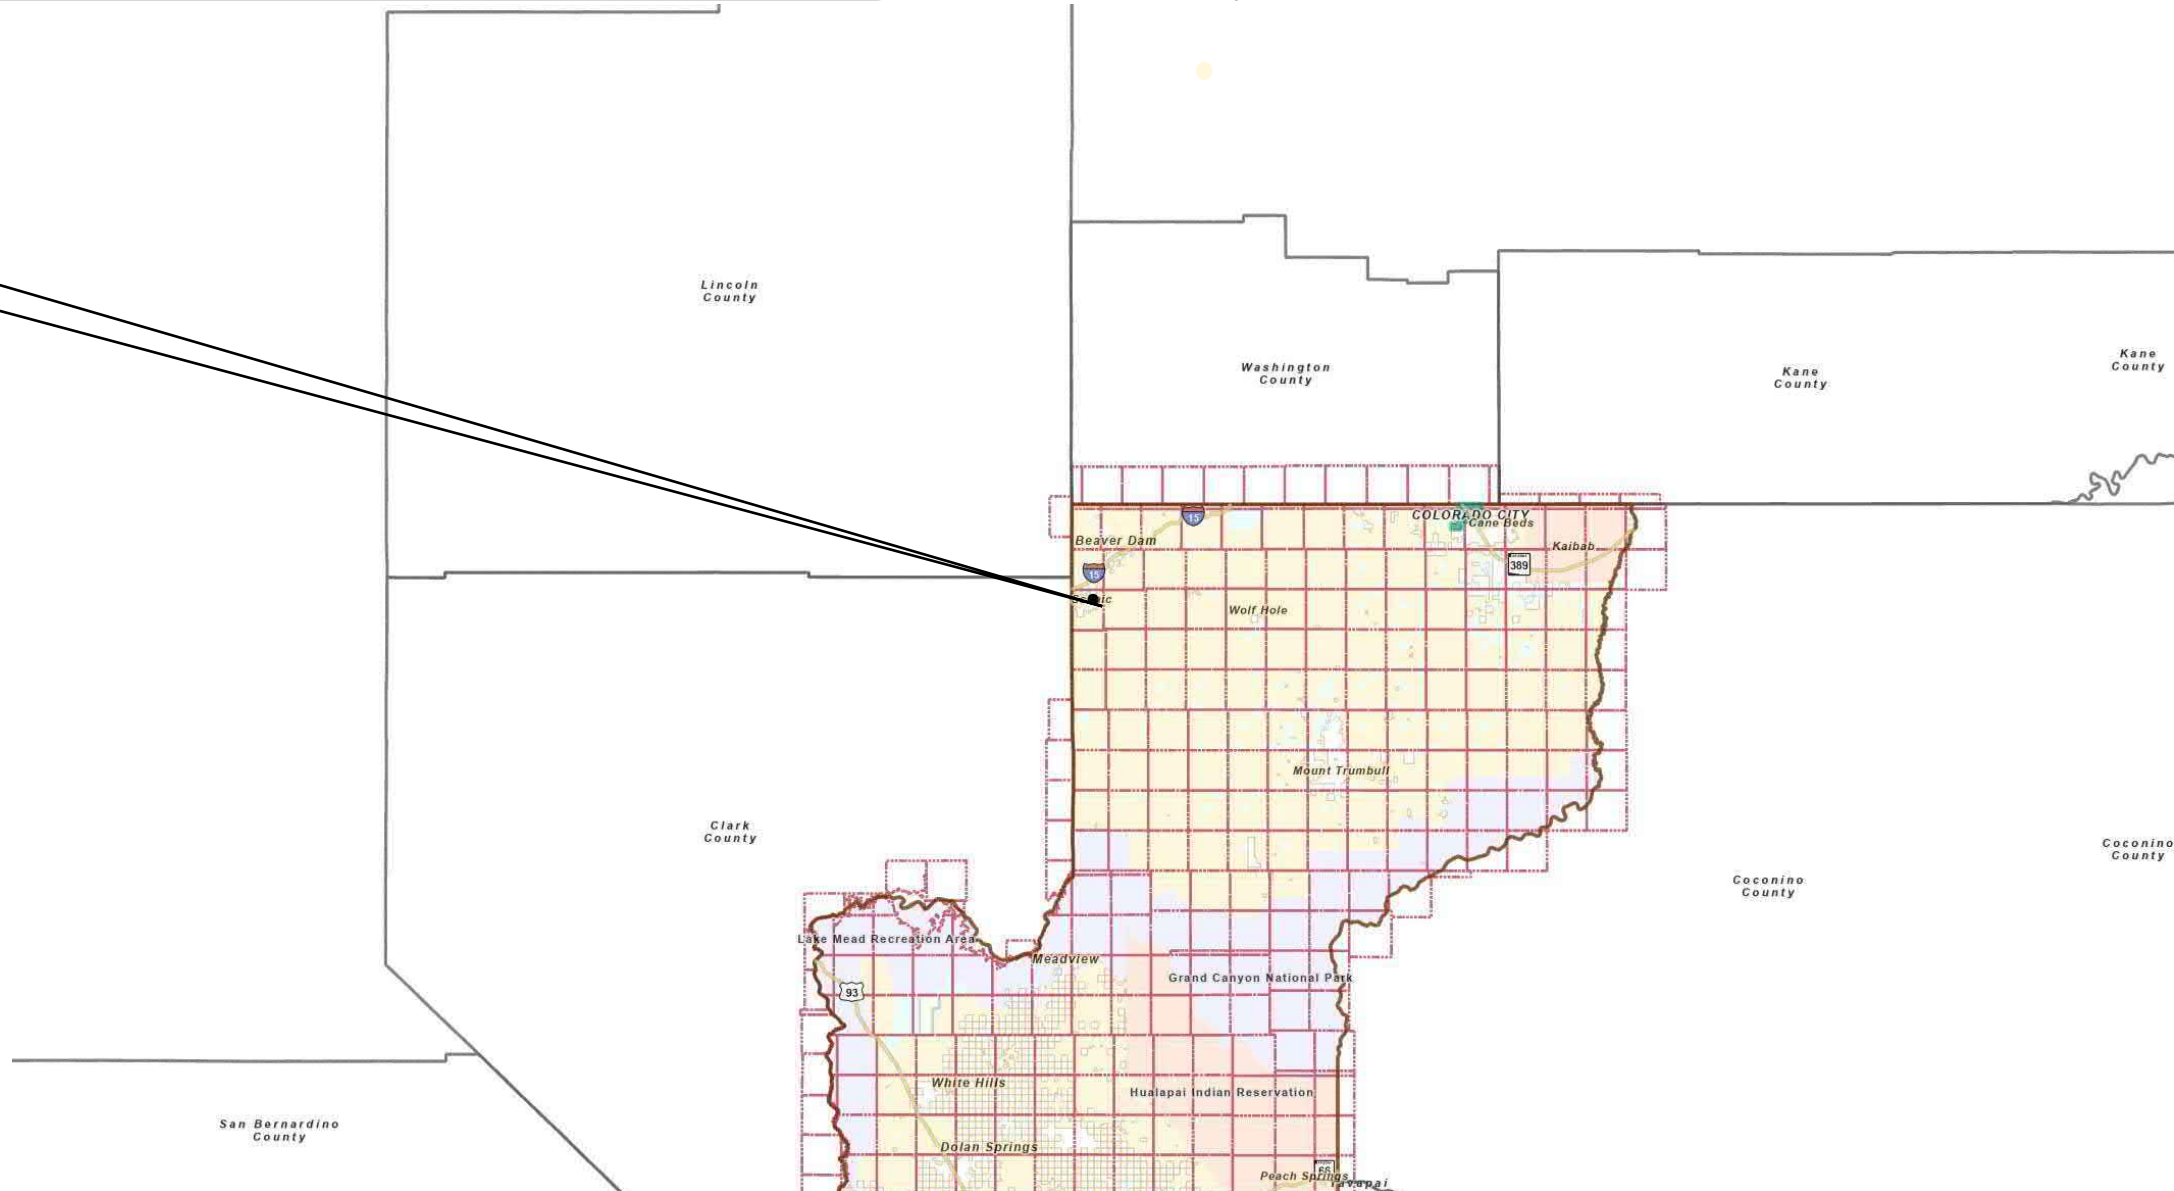 Lincoln
County
Washington
County
Kane
County
Kane
County
15
COLORADO CITY
Cane Beds
Beaver Dam
Kaibab
15
389
Wolf Hole
Mount Trumbull
Clark
County
Coconino
County
Coconino
County
Lake Mead Recreation Area
Meadview
Grand Canyon National Park
93
White Hills
Hualapai Indian Reservation
San Bernardino
County
Dolan Springs
66
Peach Springs